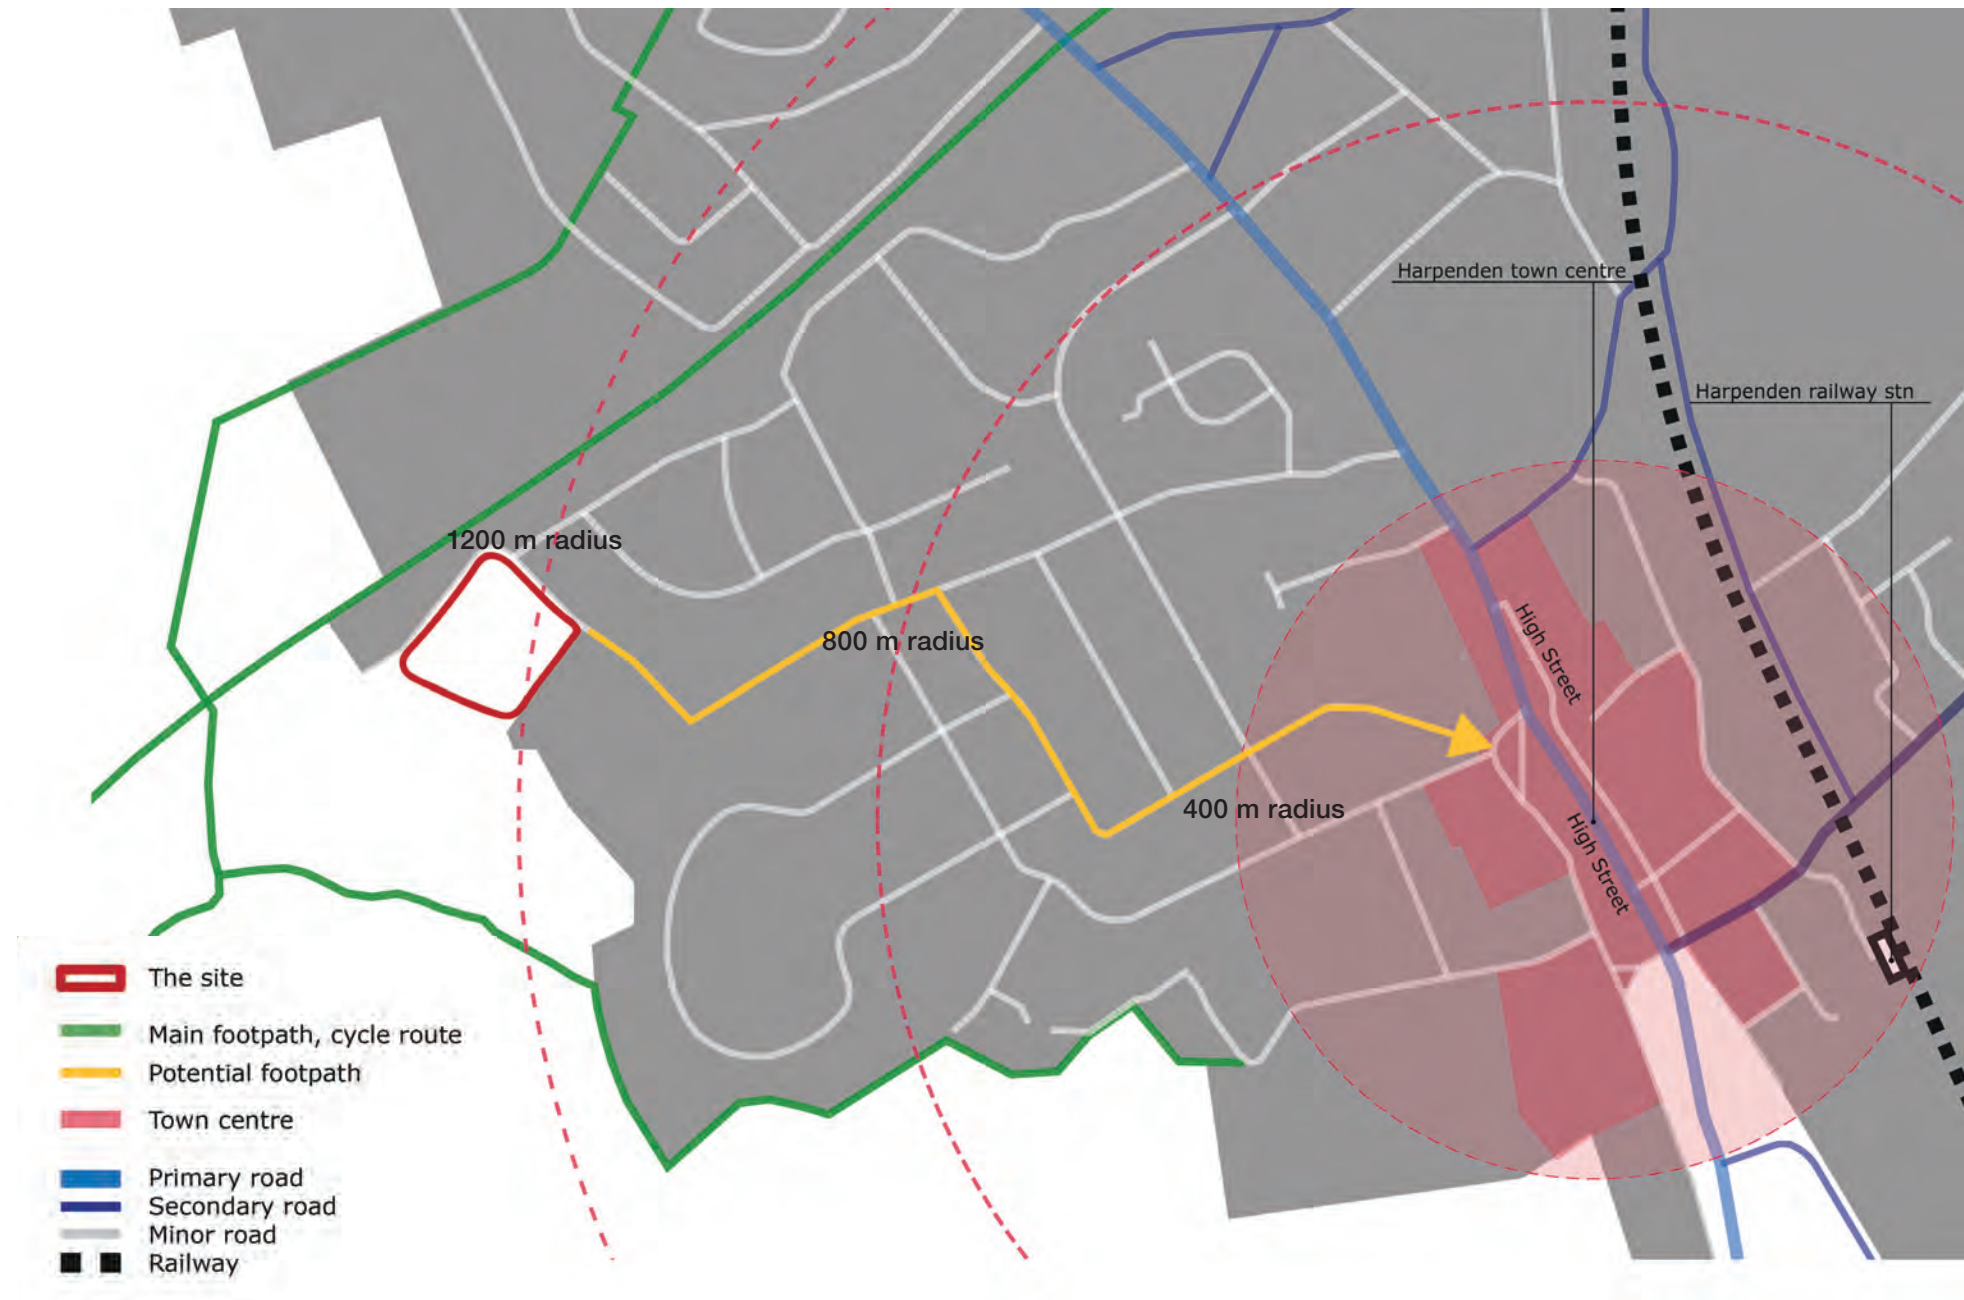 Harpenden town centre
Harpenden railway stn
1200 m radius
800 m radius
High Street
400 m radius
High Street
The site
Main footpath, cycle route
Potential footpath
Town centre
Primary road
Secondary road
Minor road
Railway